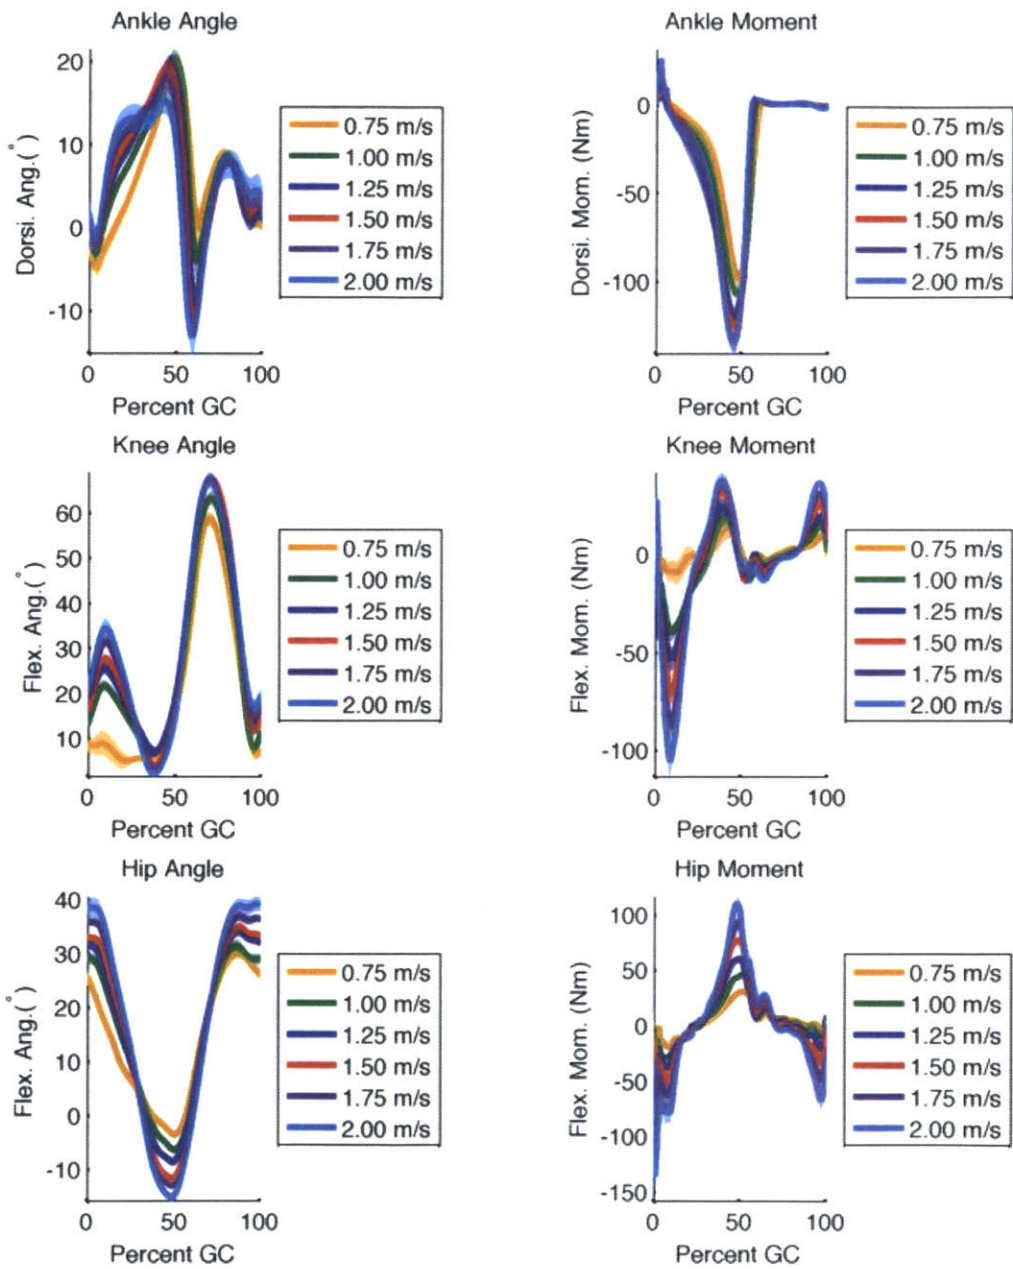 Ankle Angle
Dorsi. Ang.(°)
20
10
0
-10
0 50 100
Percent GC
0.75 m/s
1.00 m/s
1.25 m/s
1.50 m/s
1.75 m/s
2.00 m/s
Ankle Moment
Dorsi. Mom. (Nm)
0
-50
-100
0 50 100
Percent GC
0.75 m/s
1.00 m/s
1.25 m/s
1.50 m/s
1.75 m/s
2.00 m/s
Knee Angle
Flex. Ang.(°)
60
50
40
30
20
10
0 50 100
Percent GC
0.75 m/s
1.00 m/s
1.25 m/s
1.50 m/s
1.75 m/s
2.00 m/s
Knee Moment
Flex. Mom. (Nm)
0
-50
-100
0 50 100
Percent GC
0.75 m/s
1.00 m/s
1.25 m/s
1.50 m/s
1.75 m/s
2.00 m/s
Hip Angle
Flex. Ang.(°)
40
30
20
10
0
-10
0 50 100
Percent GC
0.75 m/s
1.00 m/s
1.25 m/s
1.50 m/s
1.75 m/s
2.00 m/s
Hip Moment
Flex. Mom. (Nm)
100
50
0
-50
-100
-150
0 50 100
Percent GC
0.75 m/s
1.00 m/s
1.25 m/s
1.50 m/s
1.75 m/s
2.00 m/s